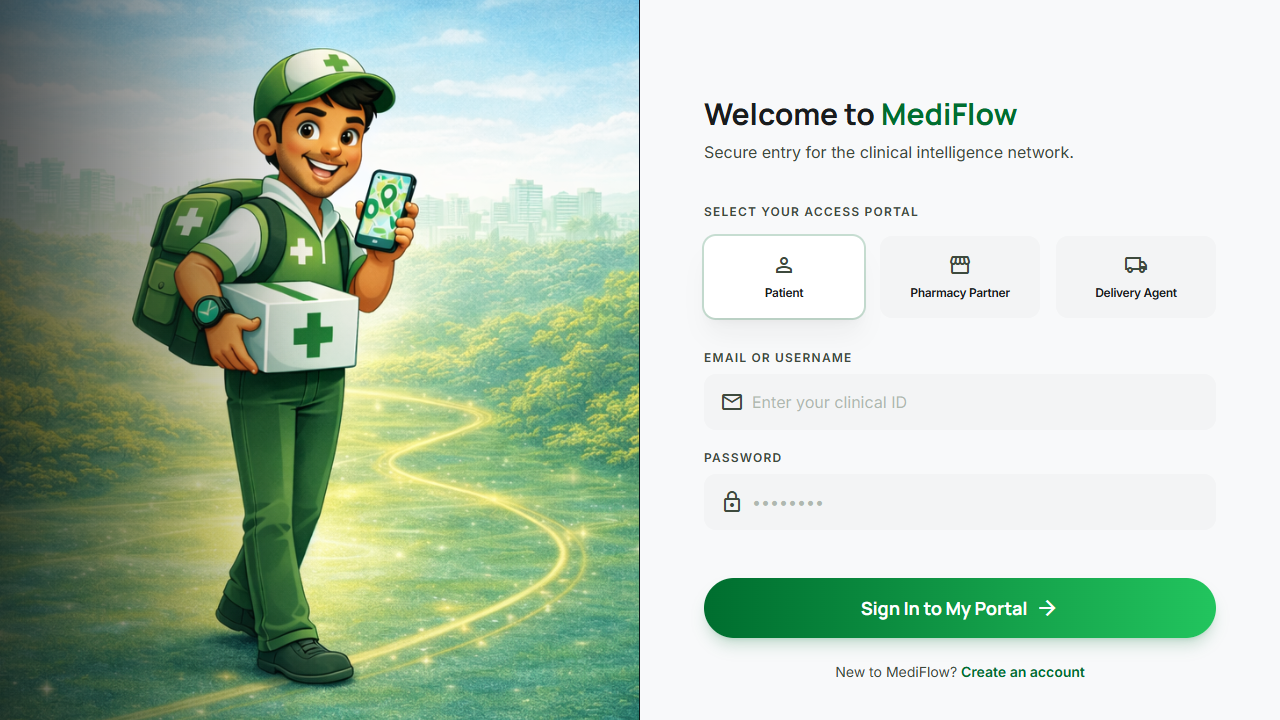 Welcome to MediFlow
Secure entry for the clinical intelligence network.
SELECT YOUR ACCESS PORTAL
Patient
Pharmacy Partner
Delivery Agent
EMAIL OR USERNAME
Enter your clinical ID
PASSWORD
Sign In to My Portal
New to MediFlow? Create an account